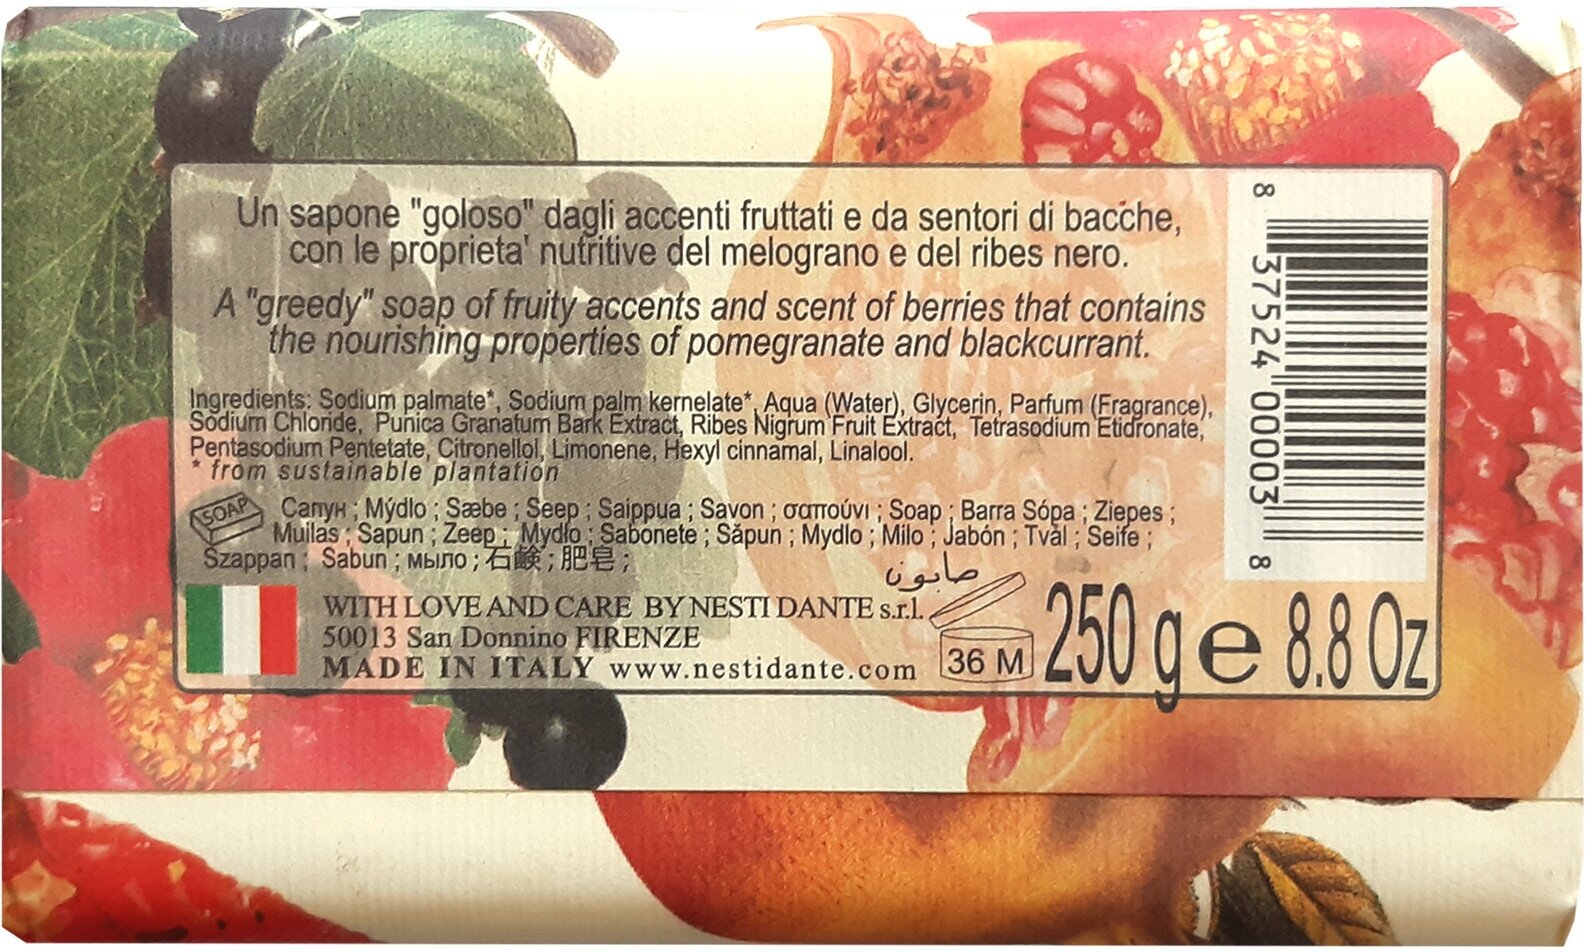 Un sapone "goloso" dagli accenti fruttati e da sentori di bacche,
con le proprieta' nutritive del melograno e del ribes nero.
A "greedy" soap of fruity accents and scent of berries that contains
the nourishing properties of pomegranate and blackcurrant.
Ingredients: Sodium palmate*, Sodium palm kernelate*, Aqua (Water), Glycerin, Parfum (Fragrance),
Sodium Chloride, Punica Granatum Bark Extract, Ribes Nigrum Fruit Extract, Tetrasodium Etidronate,
Pentasodium Pentetate, Citronellol, Limonene, Hexyl cinnamal, Linalool.
* from sustainable plantation
SOAP
Сапун ; Mýdlo ; Sæbe ; Seep ; Saippua ; Savon ; σαπούνι ; Soap ; Barra Sópa ; Ziepes ;
Muilas ; Sapun ; Zeep ; Mydło ; Sabonete ; Săpun ; Mydlo ; Milo ; Jabón ; Tvål ; Seife ;
Szappan ; Sabun ; мыло ; 石鹸 ; 肥皂 ;
صابون
WITH LOVE AND CARE BY NESTI DANTE s.r.l.
50013 San Donnino FIRENZE
MADE IN ITALY www.nestidante.com
36 M
250 g e 8.8 Oz
8 37524 00003 8